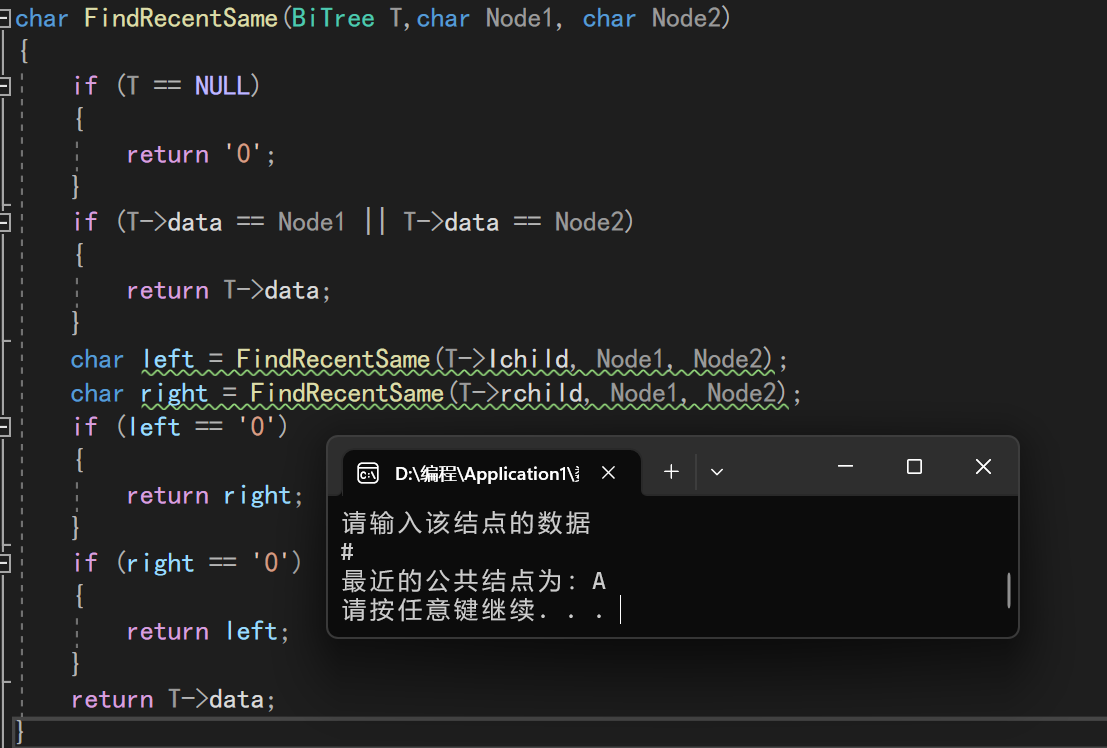 char FindRecentSame(BiTree T,char Node1, char Node2)
{
if (T == NULL)
{
return '0';
}
if (T->data == Node1 || T->data == Node2)
{
return T->data;
}
char left = FindRecentSame(T->lchild, Node1, Node2);
char right = FindRecentSame(T->rchild, Node1, Node2);
if (left == '0')
{
return right;
}
if (right == '0')
{
return left;
}
return T->data;
}
D:\编程\Application1\
请输入该结点的数据
#
最近的公共结点为: A
请按任意键继续. . .